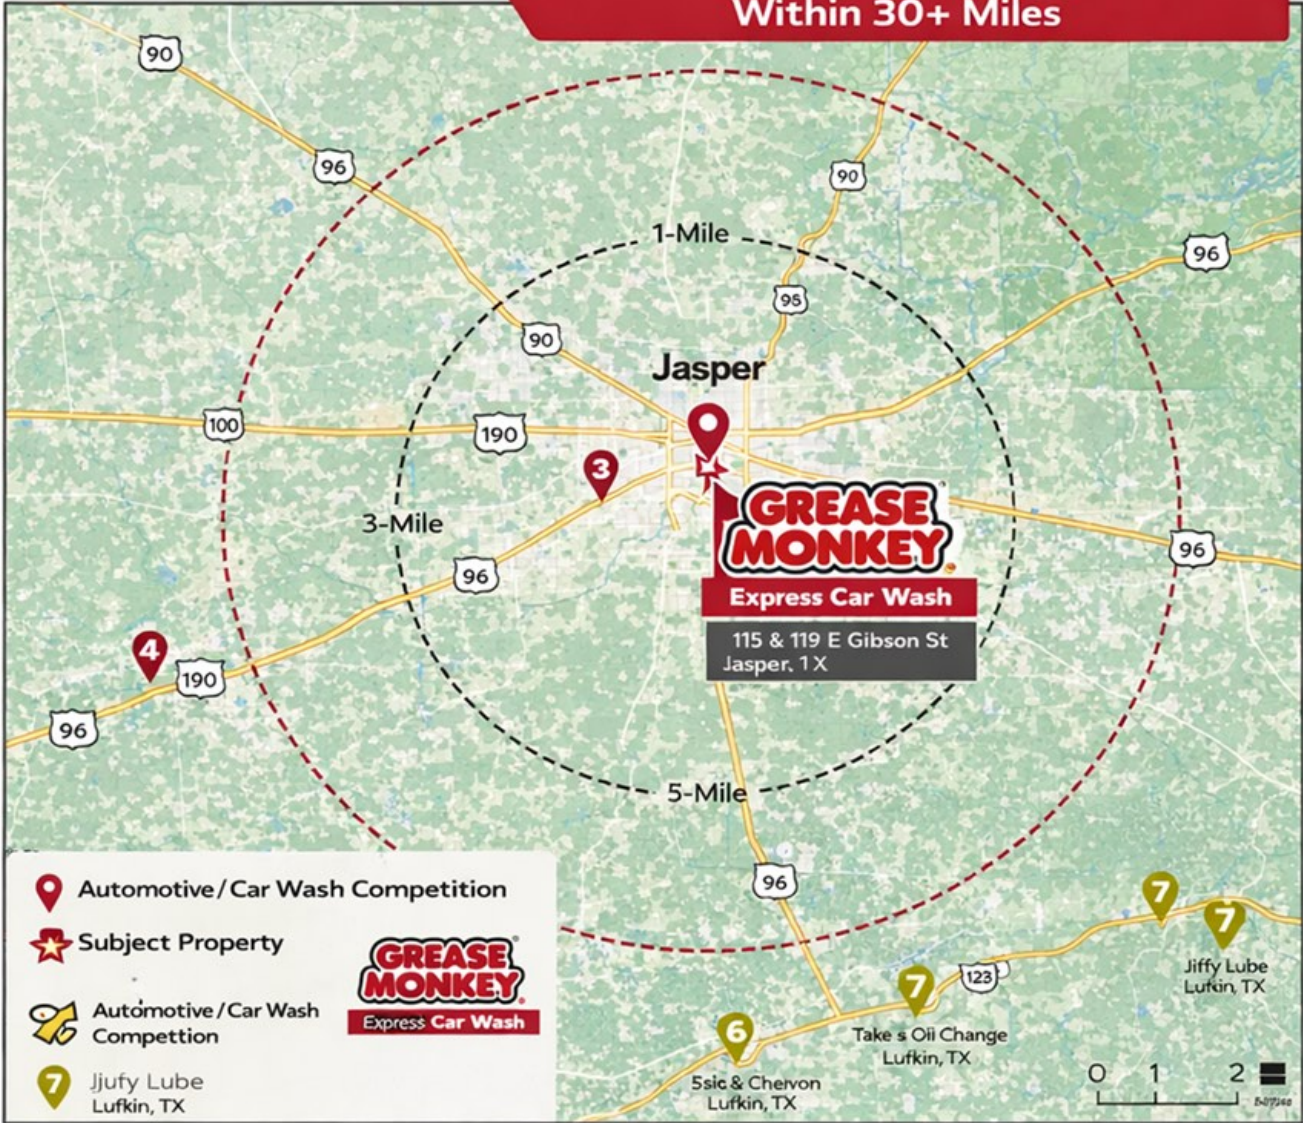 Within 30+ Miles
90
96
90
1-Mile
96
95
90
Jasper
100
190
3
GREASE
MONKEY
3-Mile
96
96
Express Car Wash
115 & 119 E Gibson St
Jasper, 1X
4
190
96
5-Mile
96
Automotive/Car Wash Competition
Subject Property
GREASE
MONKEY
Express Car Wash
Automotive/Car Wash
Compettion
7
Jjufy Lube
Lufkin, TX
7
7
Jiffy Lube
Lufkin, TX
123
7
Take s Oii Change
Lufkin, TX
6
5sic & Chervon
Lufkin, TX
0 1 2